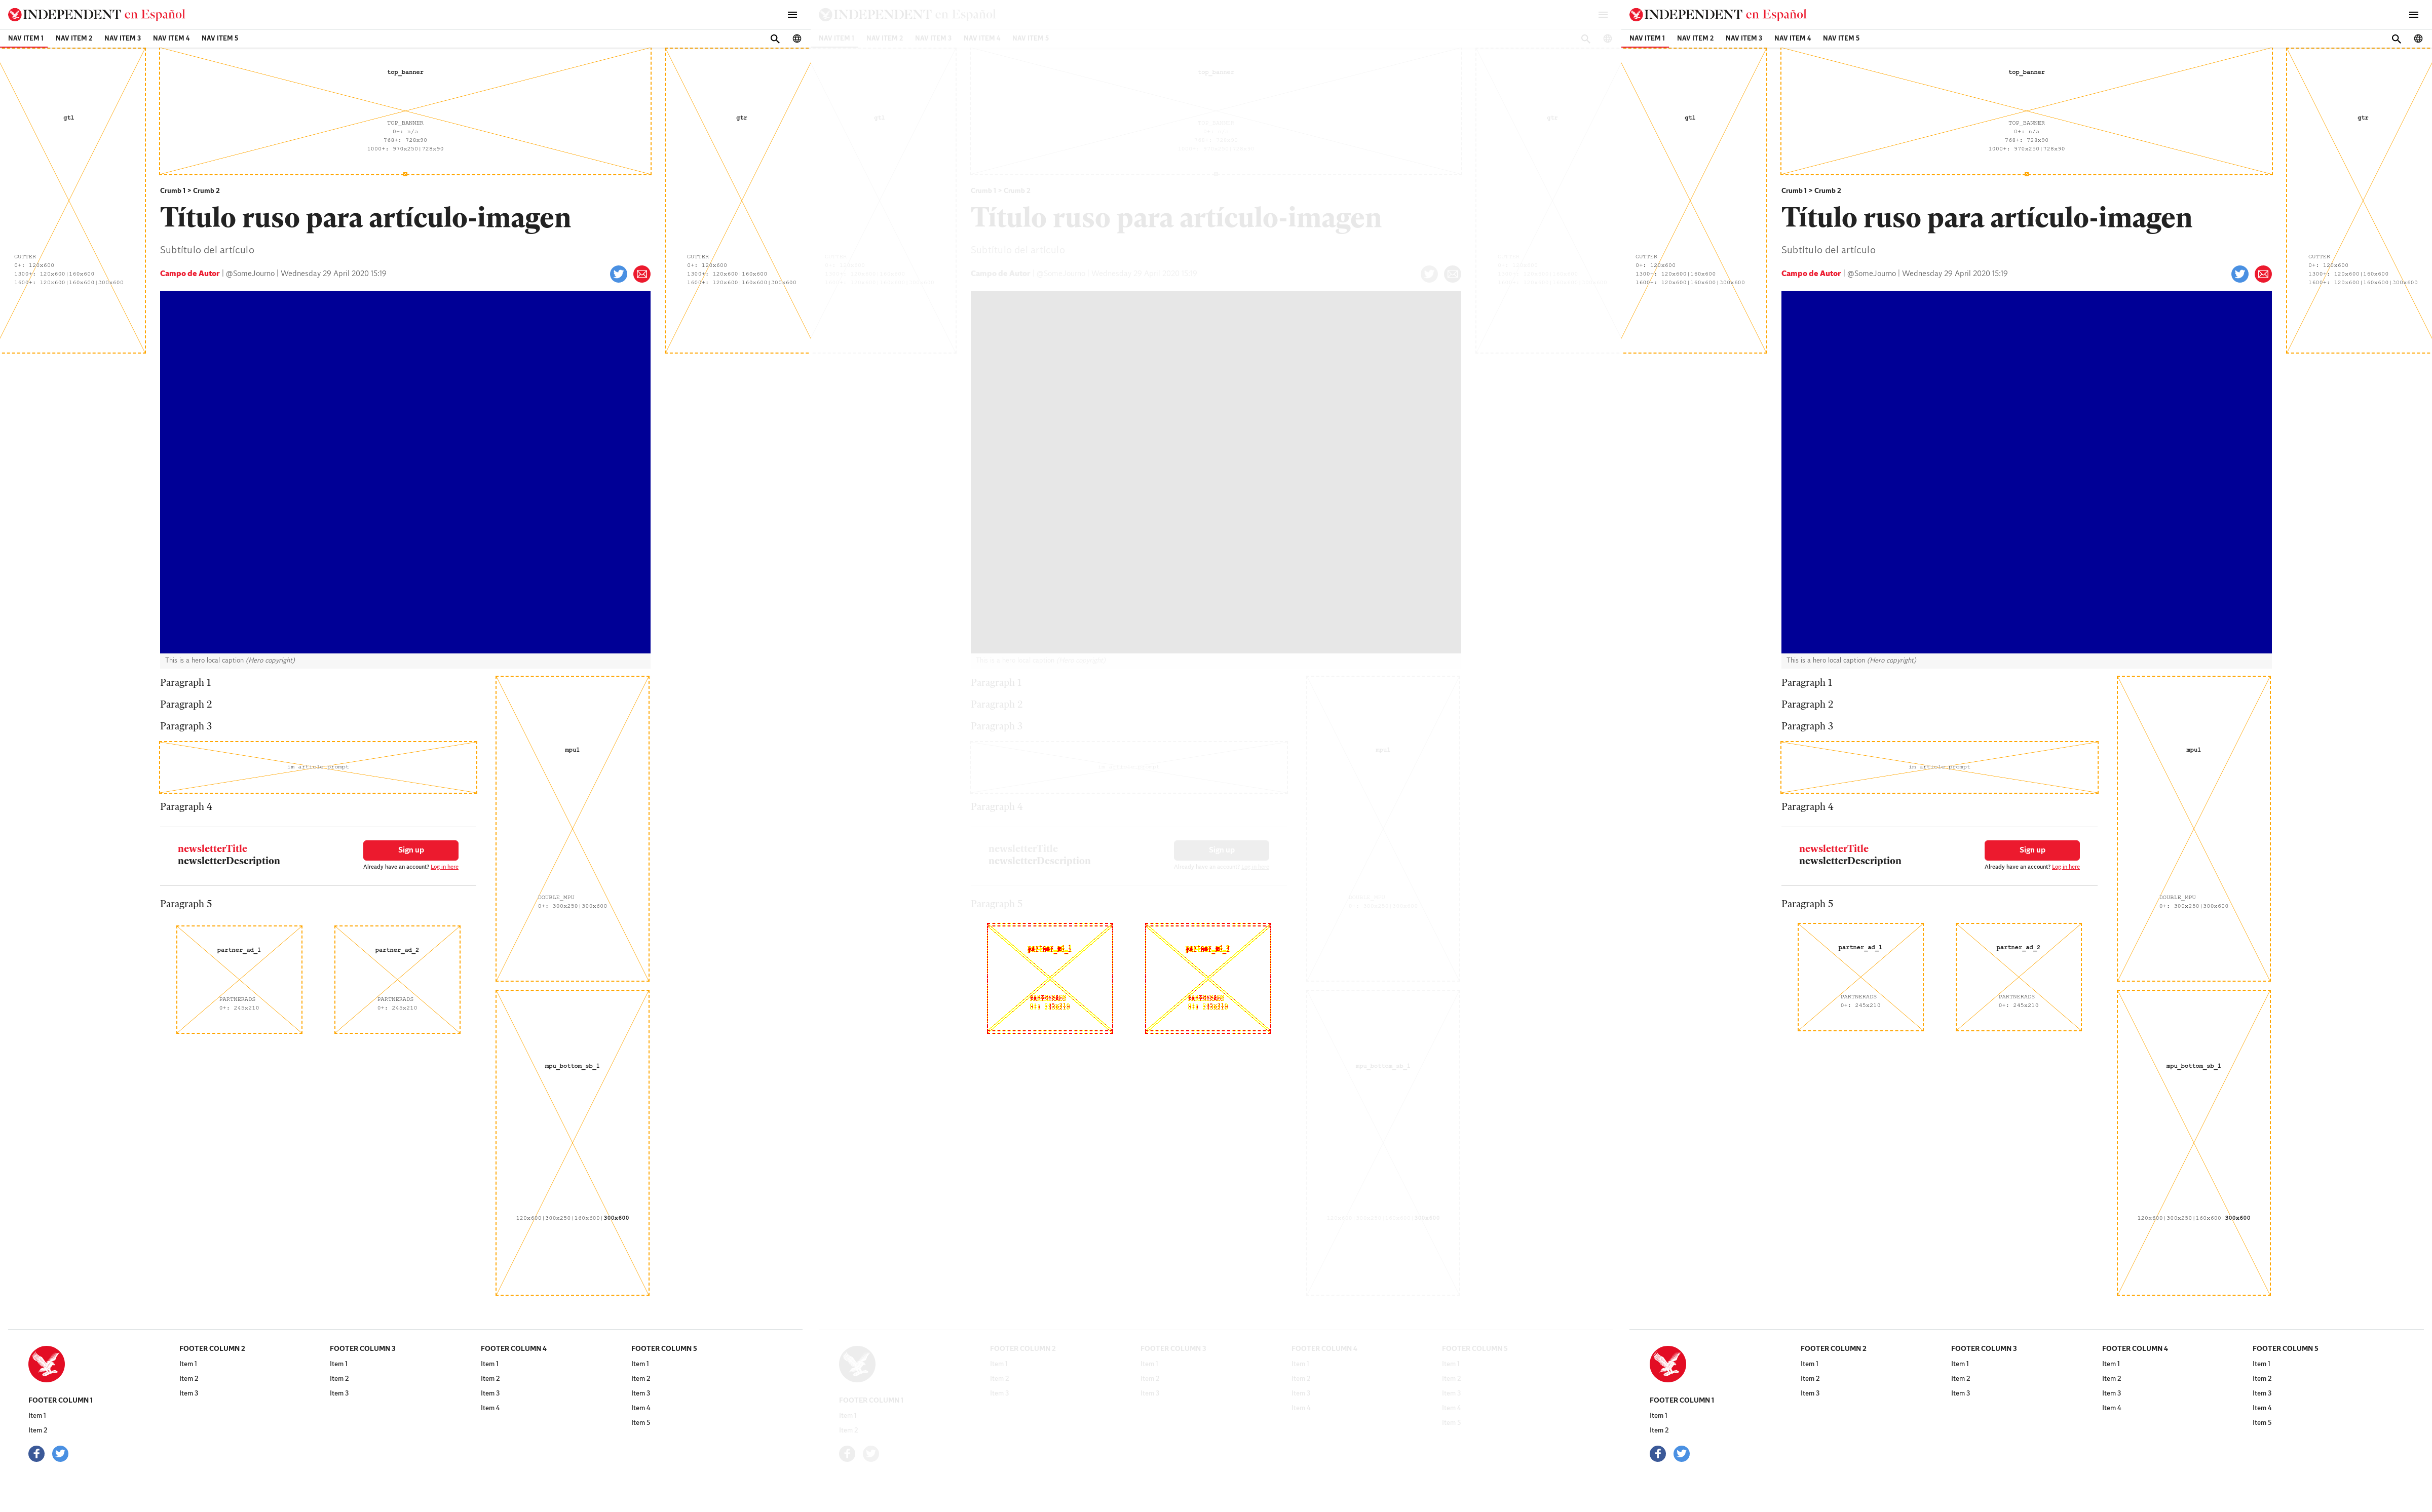 INDEPENDENT en Español
NAV ITEM 1 NAV ITEM 2 NAV ITEM 3 NAV ITEM 4 NAV ITEM 5
top_banner
gtl
gtr
TOP_BANNER
0+: n/a
768+: 728x90
1000+: 970x250|728x90
Crumb 1 > Crumb 2
Título ruso para artículo-imagen
Subtítulo del artículo
GUTTER
0+: 120x600
1300+: 120x600|160x600
1600+: 120x600|160x600|300x600
GUTTER
0+: 120x600
1300+: 120x600|160x600
1600+: 120x600|160x600|300x600
Campo de Autor | @SomeJourno | Wednesday 29 April 2020 15:19
This is a hero local caption (Hero copyright)
Paragraph 1
Paragraph 2
Paragraph 3
in article prompt
Paragraph 4
newsletterTitle
newsletterDescription
Sign up
Already have an account? Log in here
Paragraph 5
partner_ad_1
PARTNERADS
0+: 245x210
partner_ad_2
PARTNERADS
0+: 245x210
mpu1
DOUBLE_MPU
0+: 300x250|300x600
mpu_bottom_sb_1
120x600|300x250|160x600|300x600
FOOTER COLUMN 1
Item 1
Item 2
FOOTER COLUMN 2
Item 1
Item 2
Item 3
FOOTER COLUMN 3
Item 1
Item 2
Item 3
FOOTER COLUMN 4
Item 1
Item 2
Item 3
Item 4
FOOTER COLUMN 5
Item 1
Item 2
Item 3
Item 4
Item 5
INDEPENDENT en Español
NAV ITEM 1 NAV ITEM 2 NAV ITEM 3 NAV ITEM 4 NAV ITEM 5
top_banner
gtl
gtr
Crumb 1 > Crumb 2
Título ruso para artículo-imagen
Subtítulo del artículo
Campo de Autor | @SomeJourno | Wednesday 29 April 2020 15:19
Paragraph 1
Paragraph 2
Paragraph 3
Paragraph 4
newsletterTitle
newsletterDescription
Sign up
Already have an account? Log in here
Paragraph 5
mpu1
mpu_bottom_sb_1
FOOTER COLUMN 1
Item 1
Item 2
FOOTER COLUMN 2
Item 1
Item 2
Item 3
FOOTER COLUMN 3
Item 1
Item 2
Item 3
FOOTER COLUMN 4
Item 1
Item 2
Item 3
Item 4
FOOTER COLUMN 5
Item 1
Item 2
Item 3
Item 4
Item 5
INDEPENDENT en Español
NAV ITEM 1 NAV ITEM 2 NAV ITEM 3 NAV ITEM 4 NAV ITEM 5
top_banner
gtl
gtr
TOP_BANNER
0+: n/a
768+: 728x90
1000+: 970x250|728x90
Crumb 1 > Crumb 2
Título ruso para artículo-imagen
Subtítulo del artículo
GUTTER
0+: 120x600
1300+: 120x600|160x600
1600+: 120x600|160x600|300x600
GUTTER
0+: 120x600
1300+: 120x600|160x600
1600+: 120x600|160x600|300x600
Campo de Autor | @SomeJourno | Wednesday 29 April 2020 15:19
This is a hero local caption (Hero copyright)
Paragraph 1
Paragraph 2
Paragraph 3
in article prompt
Paragraph 4
newsletterTitle
newsletterDescription
Sign up
Already have an account? Log in here
Paragraph 5
partner_ad_1
PARTNERADS
0+: 245x210
partner_ad_2
PARTNERADS
0+: 245x210
mpu1
DOUBLE_MPU
0+: 300x250|300x600
mpu_bottom_sb_1
120x600|300x250|160x600|300x600
FOOTER COLUMN 1
Item 1
Item 2
FOOTER COLUMN 2
Item 1
Item 2
Item 3
FOOTER COLUMN 3
Item 1
Item 2
Item 3
FOOTER COLUMN 4
Item 1
Item 2
Item 3
Item 4
FOOTER COLUMN 5
Item 1
Item 2
Item 3
Item 4
Item 5